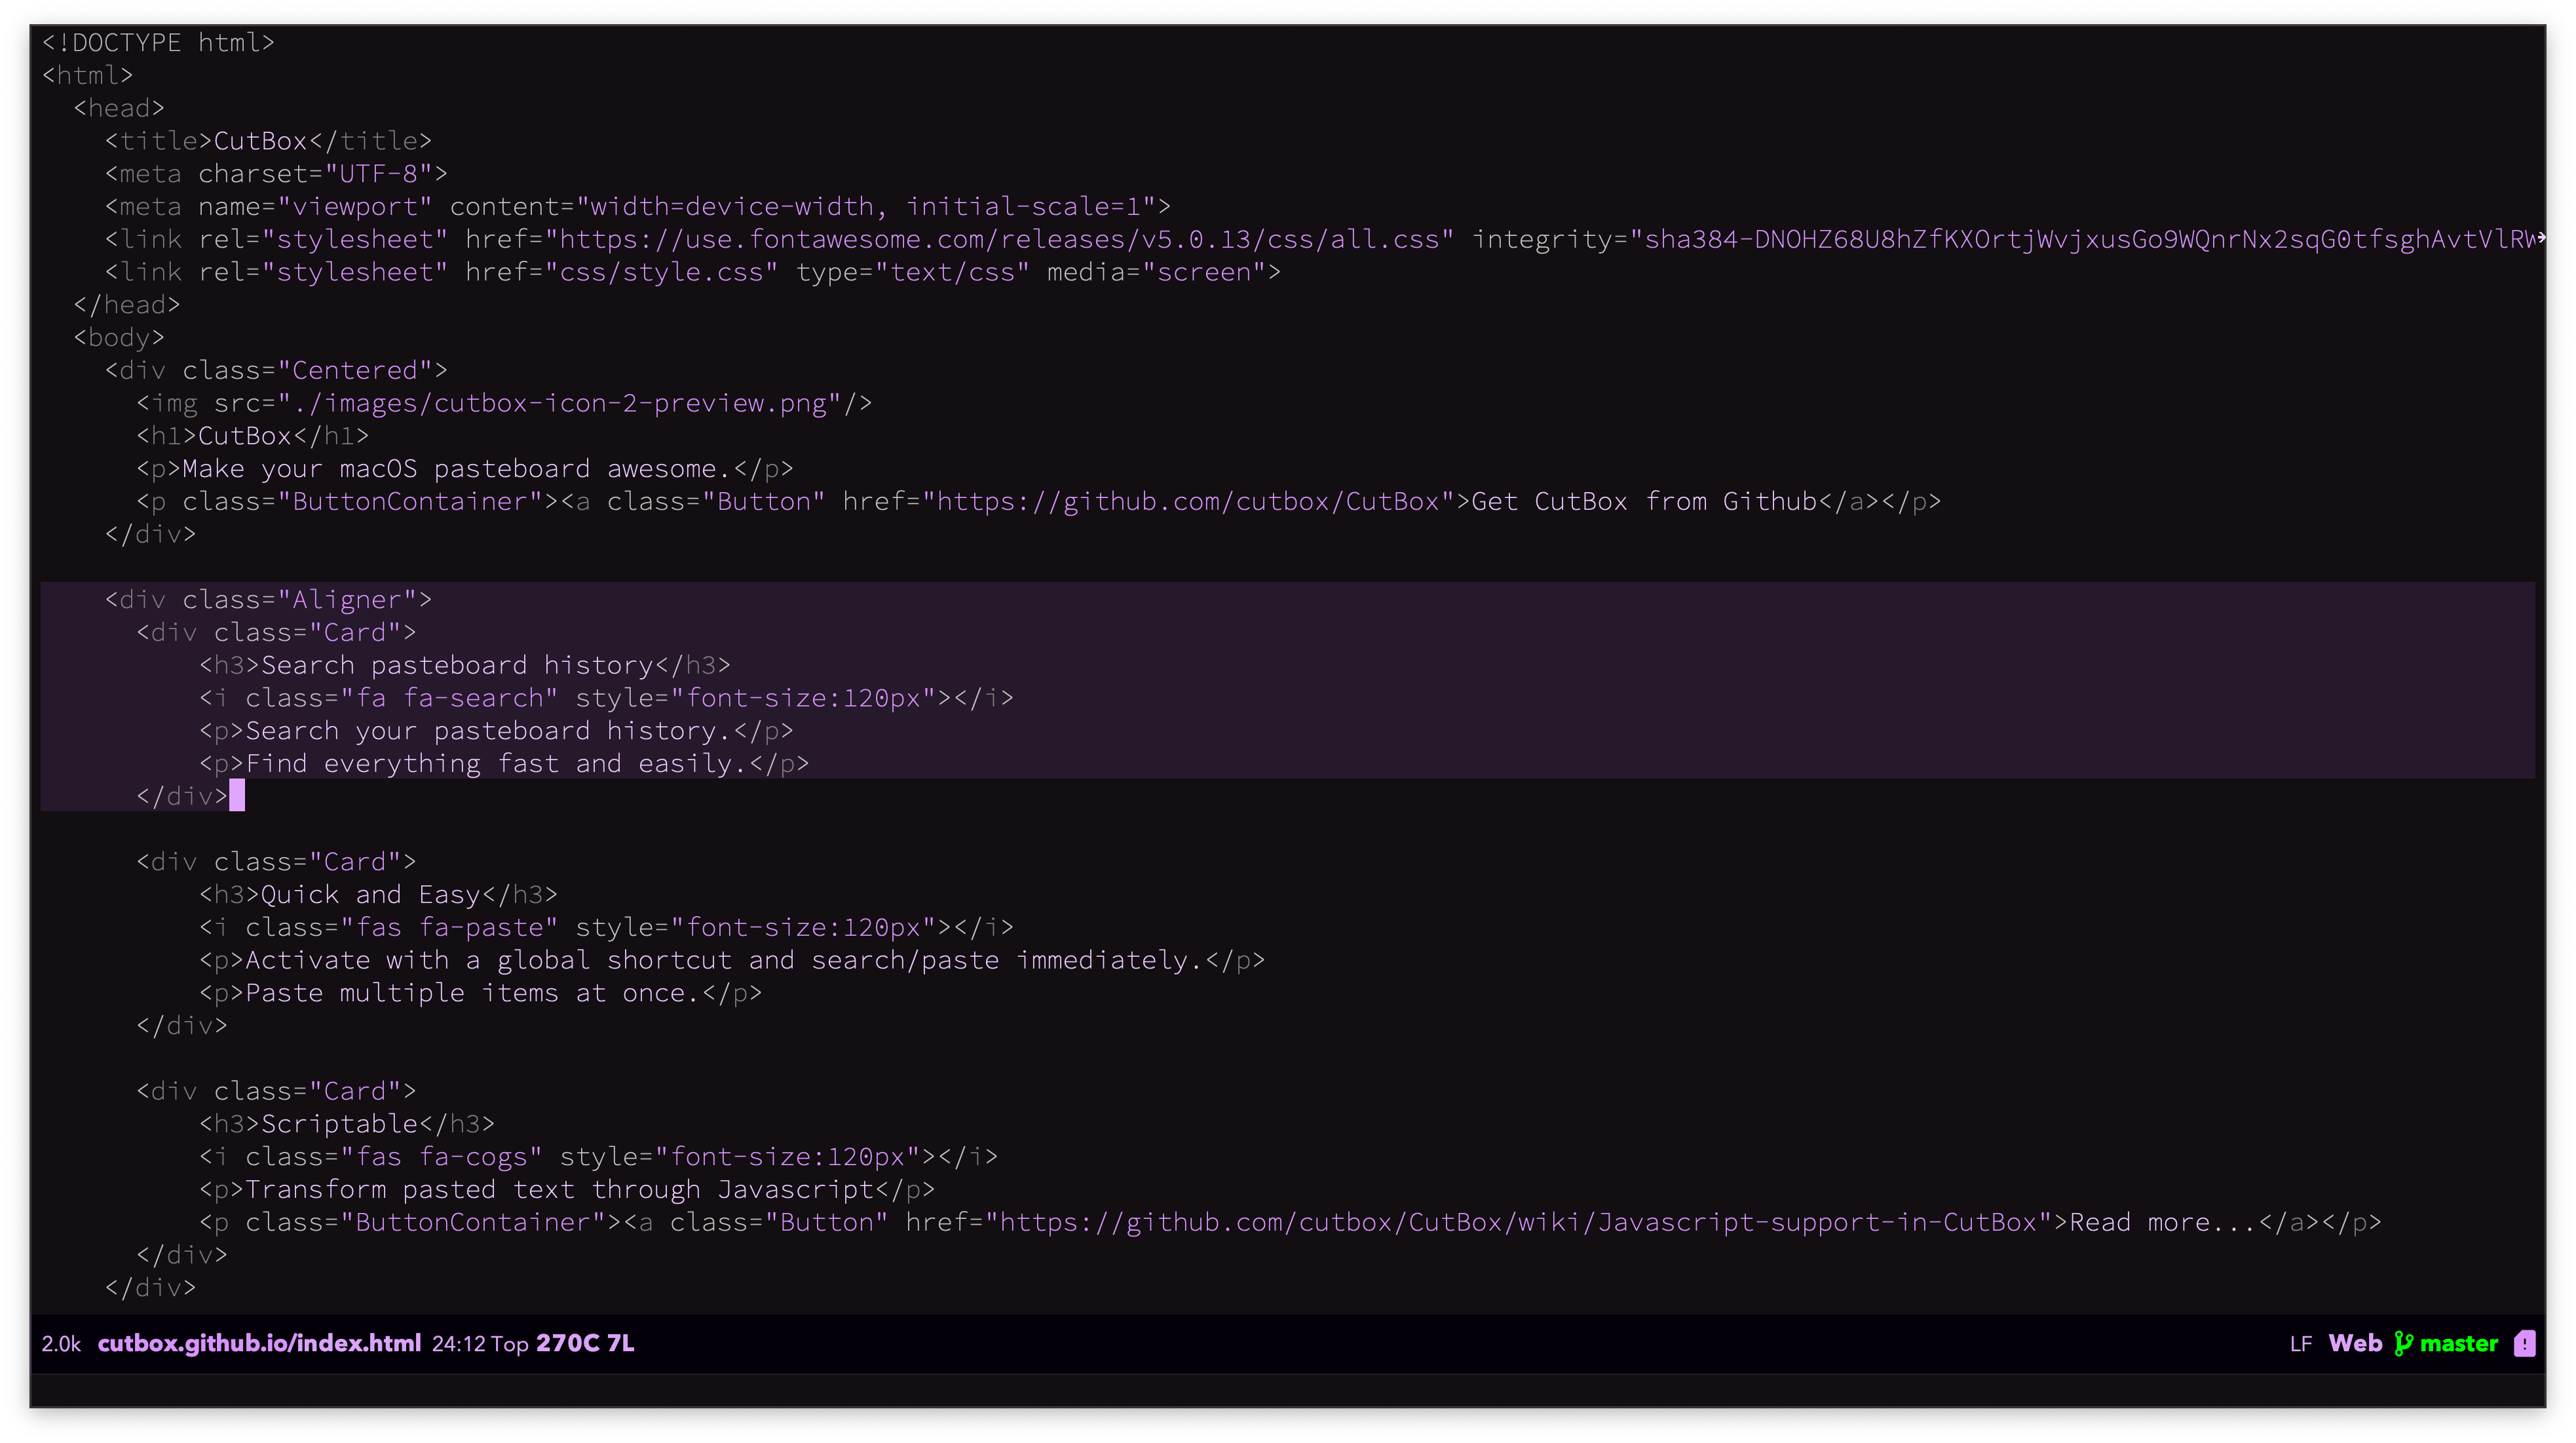 <!DOCTYPE html>
<html>
  <head>
    <title>CutBox</title>
    <meta charset="UTF-8">
    <meta name="viewport" content="width=device-width, initial-scale=1">
    <link rel="stylesheet" href="https://use.fontawesome.com/releases/v5.0.13/css/all.css" integrity="sha384-DNOHZ68U8hZfKXOrtjWvjxusGo9WQnrNx2sqG0tfsghAvtVlRW
    <link rel="stylesheet" href="css/style.css" type="text/css" media="screen">
  </head>
  <body>
    <div class="Centered">
      <img src="./images/cutbox-icon-2-preview.png"/>
      <h1>CutBox</h1>
      <p>Make your macOS pasteboard awesome.</p>
      <p class="ButtonContainer"><a class="Button" href="https://github.com/cutbox/CutBox">Get CutBox from Github</a></p>
    </div>
    <div class="Aligner">
      <div class="Card">
          <h3>Search pasteboard history</h3>
          <i class="fa fa-search" style="font-size:120px"></i>
          <p>Search your pasteboard history.</p>
          <p>Find everything fast and easily.</p>
      </div>
      <div class="Card">
          <h3>Quick and Easy</h3>
          <i class="fas fa-paste" style="font-size:120px"></i>
          <p>Activate with a global shortcut and search/paste immediately.</p>
          <p>Paste multiple items at once.</p>
      </div>
      <div class="Card">
          <h3>Scriptable</h3>
          <i class="fas fa-cogs" style="font-size:120px"></i>
          <p>Transform pasted text through Javascript</p>
          <p class="ButtonContainer"><a class="Button" href="https://github.com/cutbox/CutBox/wiki/Javascript-support-in-CutBox">Read more...</a></p>
      </div>
    </div>
2.0k cutbox.github.io/index.html 24:12 Top 270C 7L LF Web master